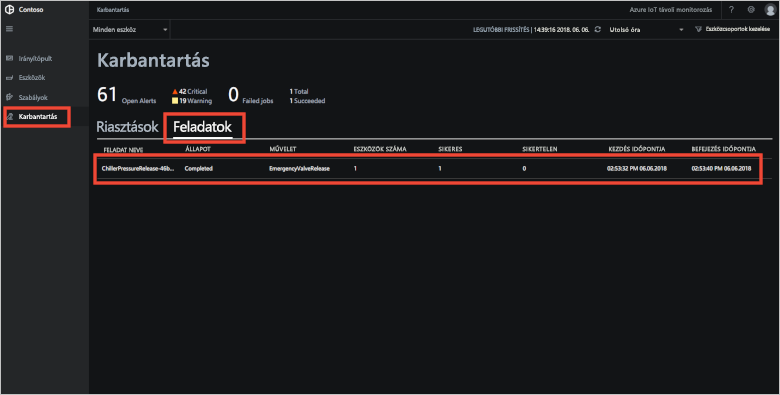 Contoso
Karbantartás
Azure IoT távoli monitorozás
?
Minden eszköz
LEGUTÓBBI FRISSÍTÉS | 14:39:16 2018. 06. 06.
Utolsó óra
Eszközcsoportok kezelése
Irányítópult
Eszközök
Szabályok
Karbantartás
Karbantartás
61 Open Alerts
42 Critical
19 Warning
0 Failed jobs
1 Total
1 Succeeded
Riasztások Feladatok
FELADAT NEVE ÁLLAPOT MŰVELET ESZKÖZÖK SZÁMA SIKERES SIKERTELEN KEZDÉS IDŐPONTJA BEFEJEZÉS IDŐPONTJA
ChillerPressureRelease-46b... Completed EmergencyValveRelease 1 1 0 02:53:32 PM 06.06.2018 02:53:40 PM 06.06.2018